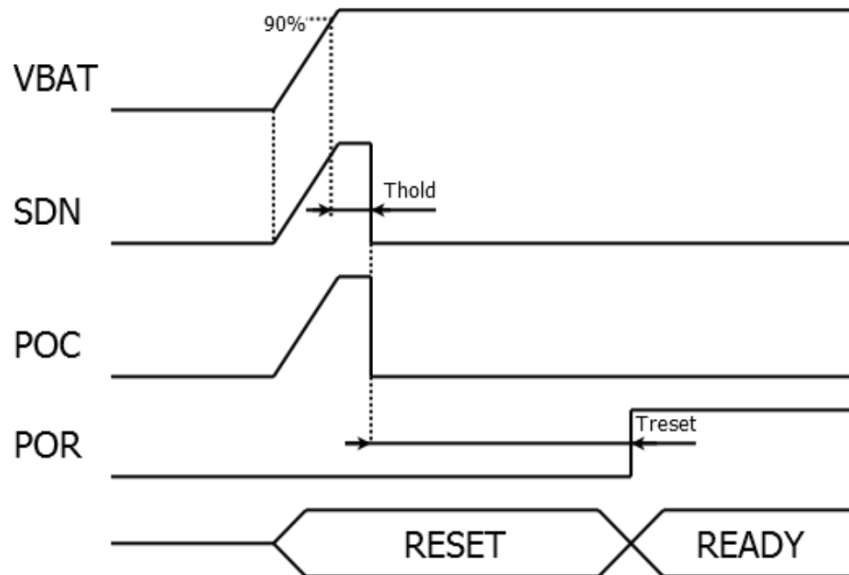 90%
VBAT
SDN
Thold
POC
POR
Treset
RESET
READY